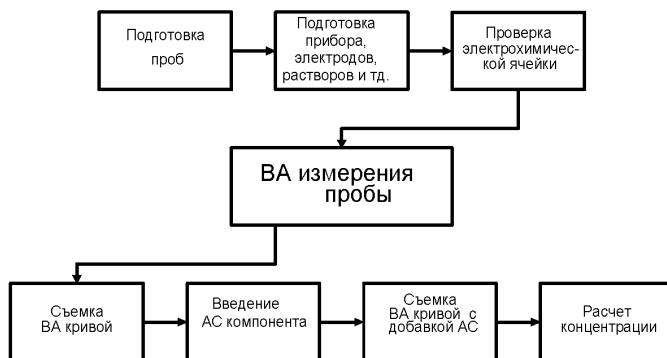 Подготовка
проб
Подготовка
прибора,
электродов,
растворов и тд.
Проверка
электрохимичес-
кой ячейки
ВА измерения
пробы
Съемка
ВА кривой
Введение
АС компонента
Съемка
ВА кривой с
добавкой АС
Расчет
концентрации